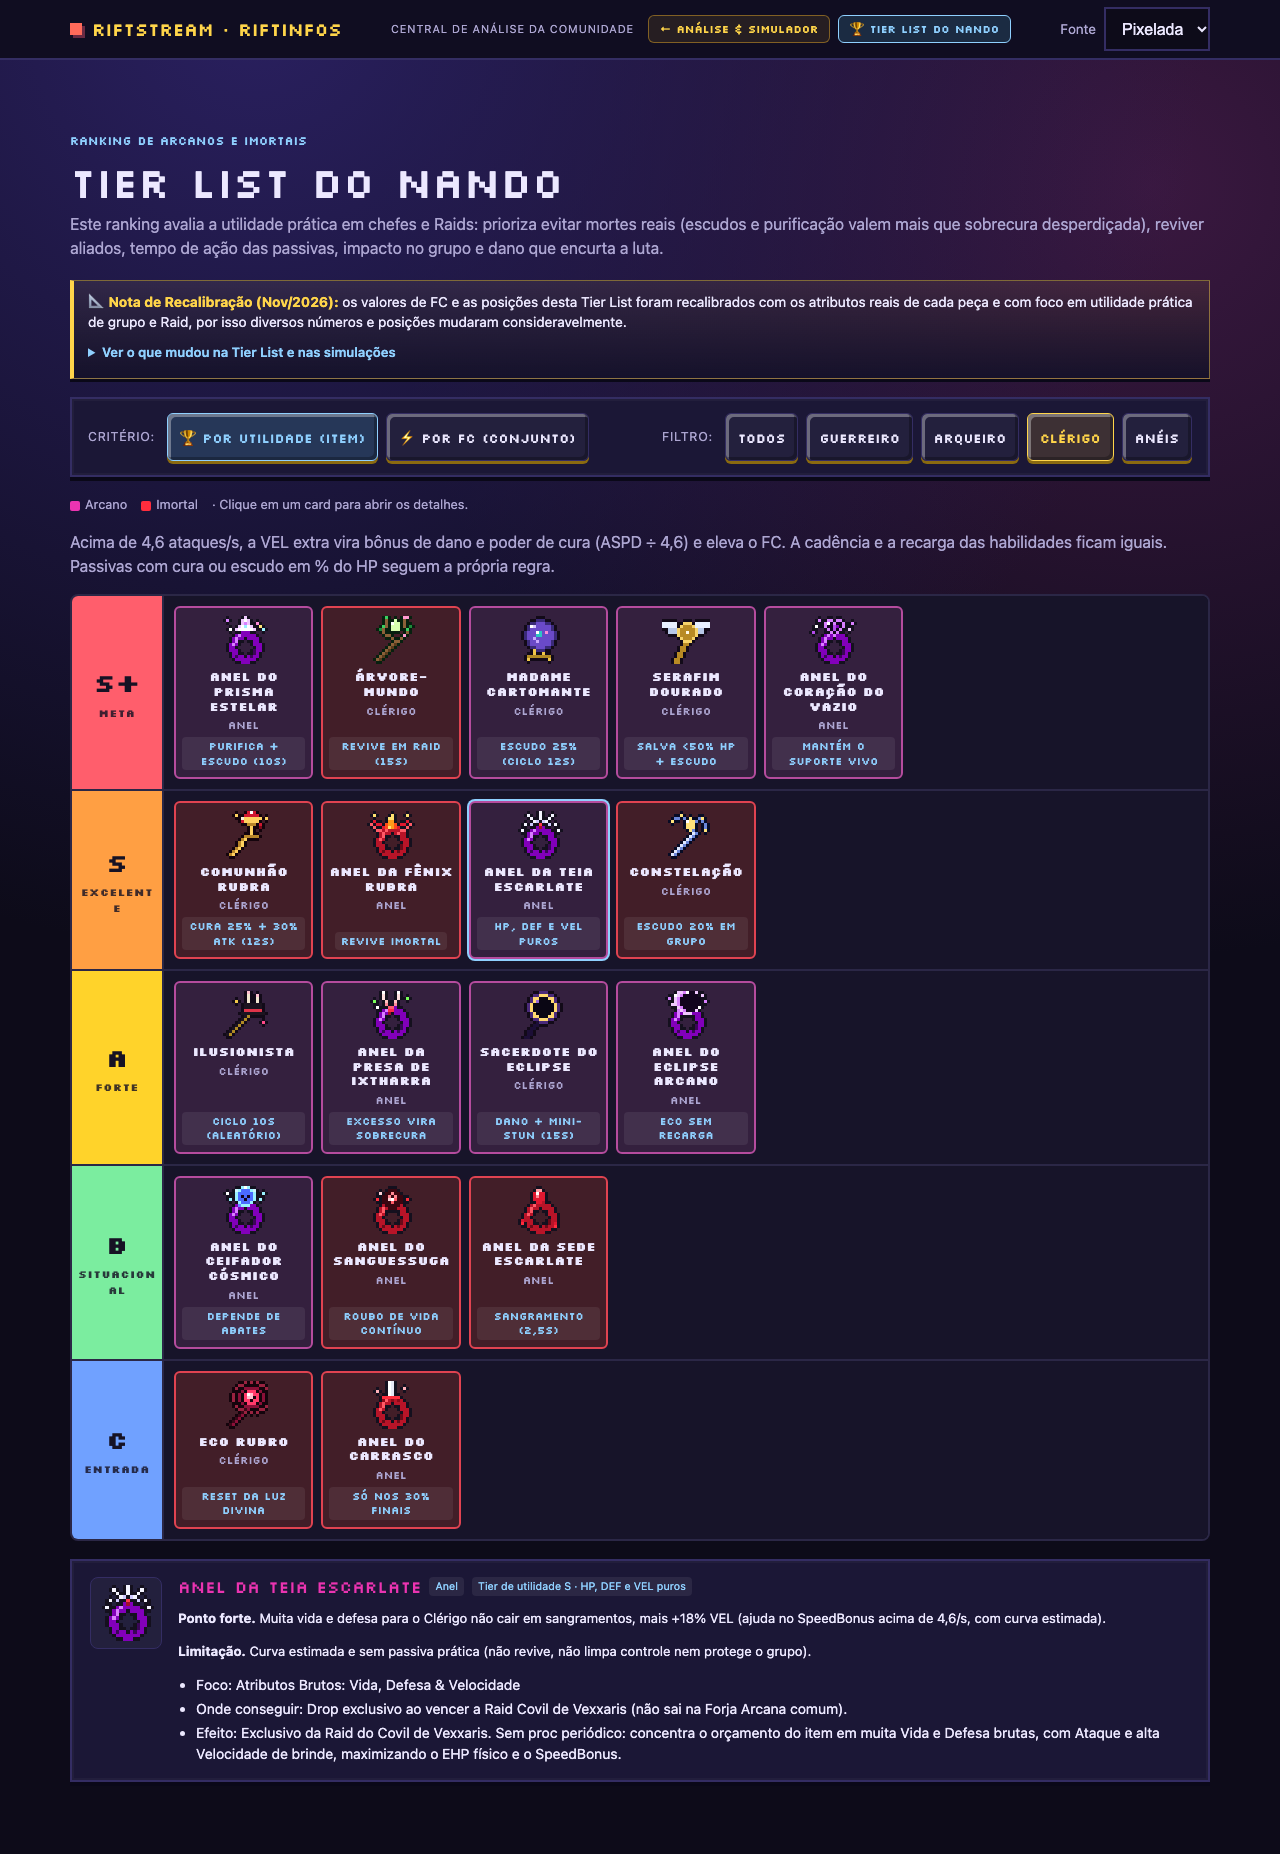 RIFTSTREAM · RIFTINFOS
CENTRAL DE ANÁLISE DA COMUNIDADE
← ANÁLISE & SIMULADOR
🏆 TIER LIST DO NANDO
Fonte
Pixelada
RANKING DE ARCANOS E IMORTAIS
TIER LIST DO NANDO
Este ranking avalia a utilidade prática em chefes e Raids: prioriza evitar mortes reais (escudos e purificação valem mais que sobrecura desperdiçada), reviver
aliados, tempo de ação das passivas, impacto no grupo e dano que encurta a luta.
📐 Nota de Recalibração (Nov/2026): os valores de FC e as posições desta Tier List foram recalibrados com os atributos reais de cada peça e com foco em utilidade prática
de grupo e Raid, por isso diversos números e posições mudaram consideravelmente.
▶ Ver o que mudou na Tier List e nas simulações
CRITÉRIO:
🏆 POR UTILIDADE (ITEM)
⚡ POR FC (CONJUNTO)
FILTRO:
TODOS
GUERREIRO
ARQUEIRO
CLÉRIGO
ANÉIS
Arcano
Imortal
· Clique em um card para abrir os detalhes.
Acima de 4,6 ataques/s, a VEL extra vira bônus de dano e poder de cura (ASPD ÷ 4,6) e eleva o FC. A cadência e a recarga das habilidades ficam iguais.
Passivas com cura ou escudo em % do HP seguem a própria regra.
S+
META
ANEL DO
PRISMA
ESTELAR
ANEL
PURIFICA +
ESCUDO (10S)
ÁRVORE-
MUNDO
CLÉRIGO
REVIVE EM RAID
(15S)
MADAME
CARTOMANTE
CLÉRIGO
ESCUDO 25%
(CICLO 12S)
SERAFIM
DOURADO
CLÉRIGO
SALVA <50% HP
+ ESCUDO
ANEL DO
CORAÇÃO DO
VAZIO
ANEL
MANTÉM O
SUPORTE VIVO
S
EXCELENT
E
COMUNHÃO
RUBRA
CLÉRIGO
CURA 25% + 30%
ATK (12S)
ANEL DA FÊNIX
RUBRA
ANEL
REVIVE IMORTAL
ANEL DA TEIA
ESCARLATE
ANEL
HP, DEF E VEL
PUROS
CONSTELAÇÃO
CLÉRIGO
ESCUDO 20% EM
GRUPO
A
FORTE
ILUSIONISTA
CLÉRIGO
CICLO 10S
(ALEATÓRIO)
ANEL DA
PRESA DE
IXTHARRA
ANEL
EXCESSO VIRA
SOBRECURA
SACERDOTE DO
ECLIPSE
CLÉRIGO
DANO + MINI-
STUN (15S)
ANEL DO
ECLIPSE
ARCANO
ANEL
ECO SEM
RECARGA
B
SITUACION
AL
ANEL DO
CEIFADOR
CÓSMICO
ANEL
DEPENDE DE
ABATES
ANEL DO
SANGUESSUGA
ANEL
ROUBO DE VIDA
CONTÍNUO
ANEL DA SEDE
ESCARLATE
ANEL
SANGRAMENTO
(2,5S)
C
ENTRADA
ECO RUBRO
CLÉRIGO
RESET DA LUZ
DIVINA
ANEL DO
CARRASCO
ANEL
SÓ NOS 30%
FINAIS
ANEL DA TEIA ESCARLATE
Anel
Tier de utilidade S · HP, DEF e VEL puros
Ponto forte. Muita vida e defesa para o Clérigo não cair em sangramentos, mais +18% VEL (ajuda no SpeedBonus acima de 4,6/s, com curva estimada).
Limitação. Curva estimada e sem passiva prática (não revive, não limpa controle nem protege o grupo).
• Foco: Atributos Brutos: Vida, Defesa & Velocidade
• Onde conseguir: Drop exclusivo ao vencer a Raid Covil de Vexxaris (não sai na Forja Arcana comum).
• Efeito: Exclusivo da Raid do Covil de Vexxaris. Sem proc periódico: concentra o orçamento do item em muita Vida e Defesa brutas, com Ataque e alta
Velocidade de brinde, maximizando o EHP físico e o SpeedBonus.